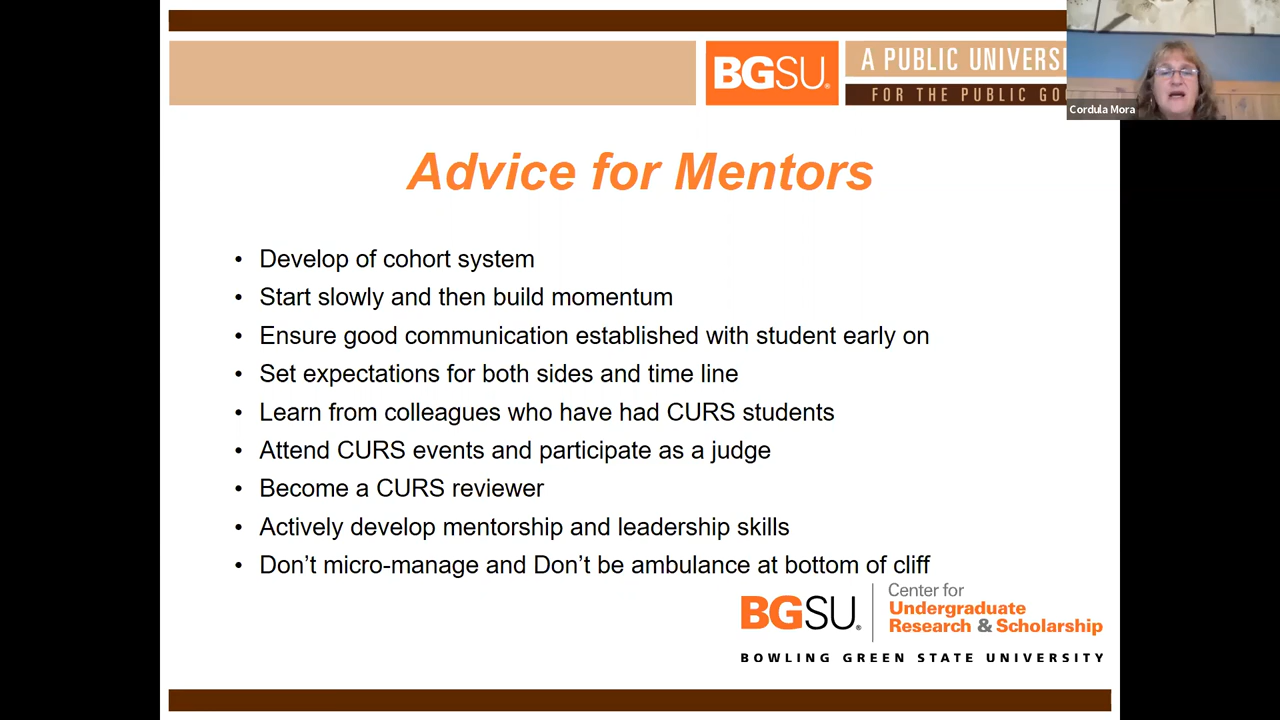 BGSU.
A PUBLIC UNIVERSI
FOR THE PUBLIC GO
Cordula Mora
Advice for Mentors
• Develop of cohort system
• Start slowly and then build momentum
• Ensure good communication established with student early on
• Set expectations for both sides and time line
• Learn from colleagues who have had CURS students
• Attend CURS events and participate as a judge
• Become a CURS reviewer
• Actively develop mentorship and leadership skills
• Don’t micro-manage and Don’t be ambulance at bottom of cliff
BGSU.
Center for
Undergraduate
Research & Scholarship
BOWLING GREEN STATE UNIVERSITY